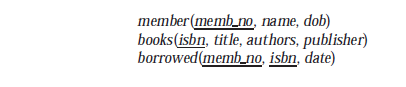 member(memb_no, name, dob)
books(isbn, title, authors, publisher)
borrowed(memb_no, isbn, date)